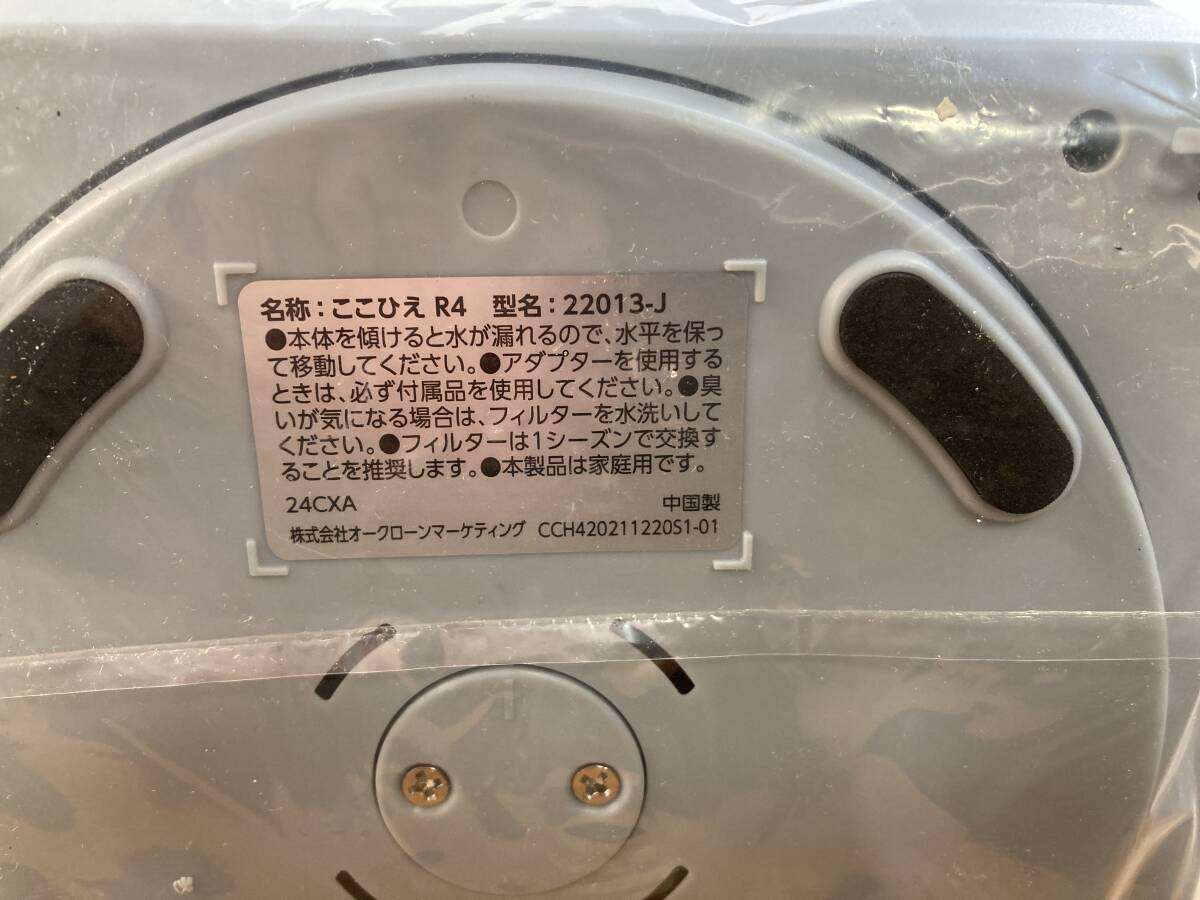 名称：ここひえ R4　型名：22013-J
●本体を傾けると水が漏れるので、水平を保っ
て移動してください。●アダプターを使用する
ときは、必ず付属品を使用してください。●臭
いが気になる場合は、フィルターを水洗いして
ください。●フィルターは1シーズンで交換す
ることを推奨します。●本製品は家庭用です。
24CXA　中国製
株式会社オークローンマーケティング　CCH420211220S1-01